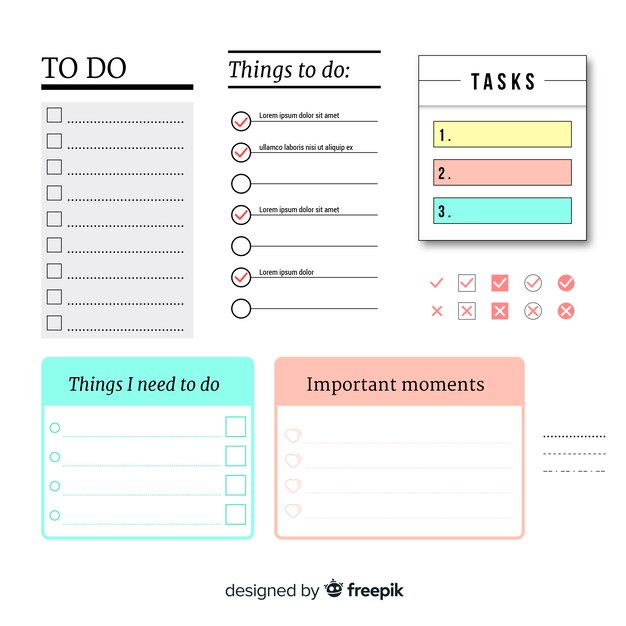 TO DO
Things to do:
Lorem ipsum dolor sit amet
ullamco laboris nisi ut aliquip ex
Lorem ipsum dolor sit amet
Lorem ipsum dolor
TASKS
1.
2.
3.
Things I need to do
Important moments
designed by freepik